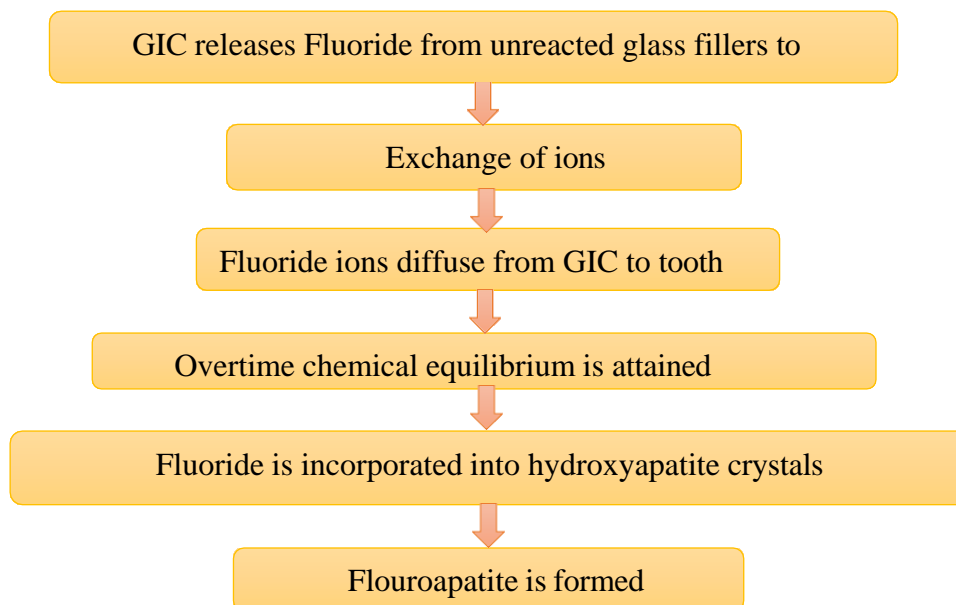 GIC releases Fluoride from unreacted glass fillers to
Exchange of ions
Fluoride ions diffuse from GIC to tooth
Overtime chemical equilibrium is attained
Fluoride is incorporated into hydroxyapatite crystals
Flouroapatite is formed